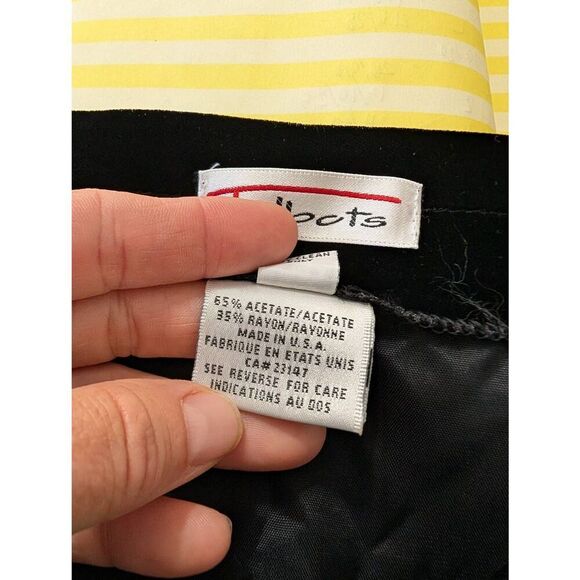 lbots
CLEAN
ONLY
65% ACETATE/ACETATE
35% RAYON/RAYONNE
MADE IN U.S.A.
FABRIQUE EN ETATS UNIS
CA# 23147
SEE REVERSE FOR CARE
INDICATIONS AU DOS